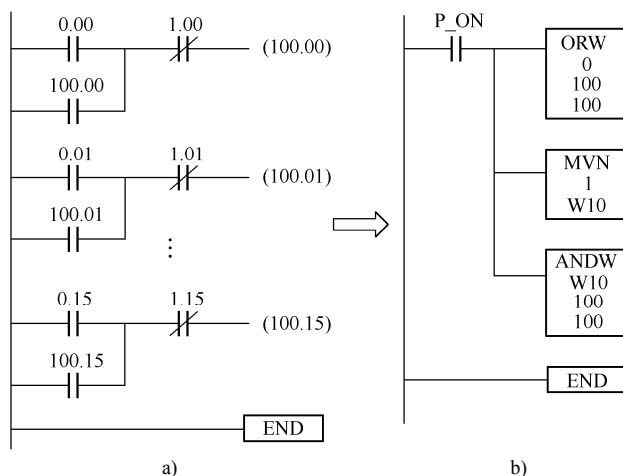 0.00 1.00
(100.00)
100.00
0.01 1.01
(100.01)
100.01
⋮
0.15 1.15
(100.15)
100.15
END
a)
P_ON
ORW
0
100
100
MVN
1
W10
ANDW
W10
100
100
END
b)